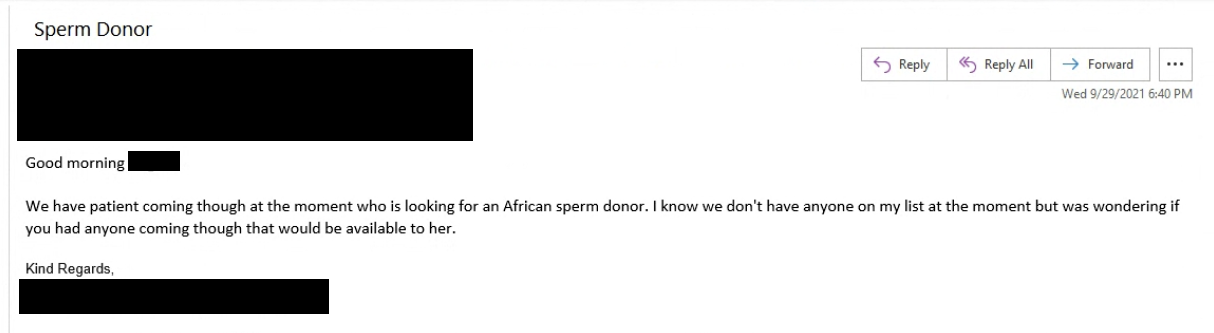 Sperm Donor
Reply
Reply All
Forward
Wed 9/29/2021 6:40 PM
Good morning
We have patient coming though at the moment who is looking for an African sperm donor. I know we don't have anyone on my list at the moment but was wondering if
you had anyone coming though that would be available to her.
Kind Regards,